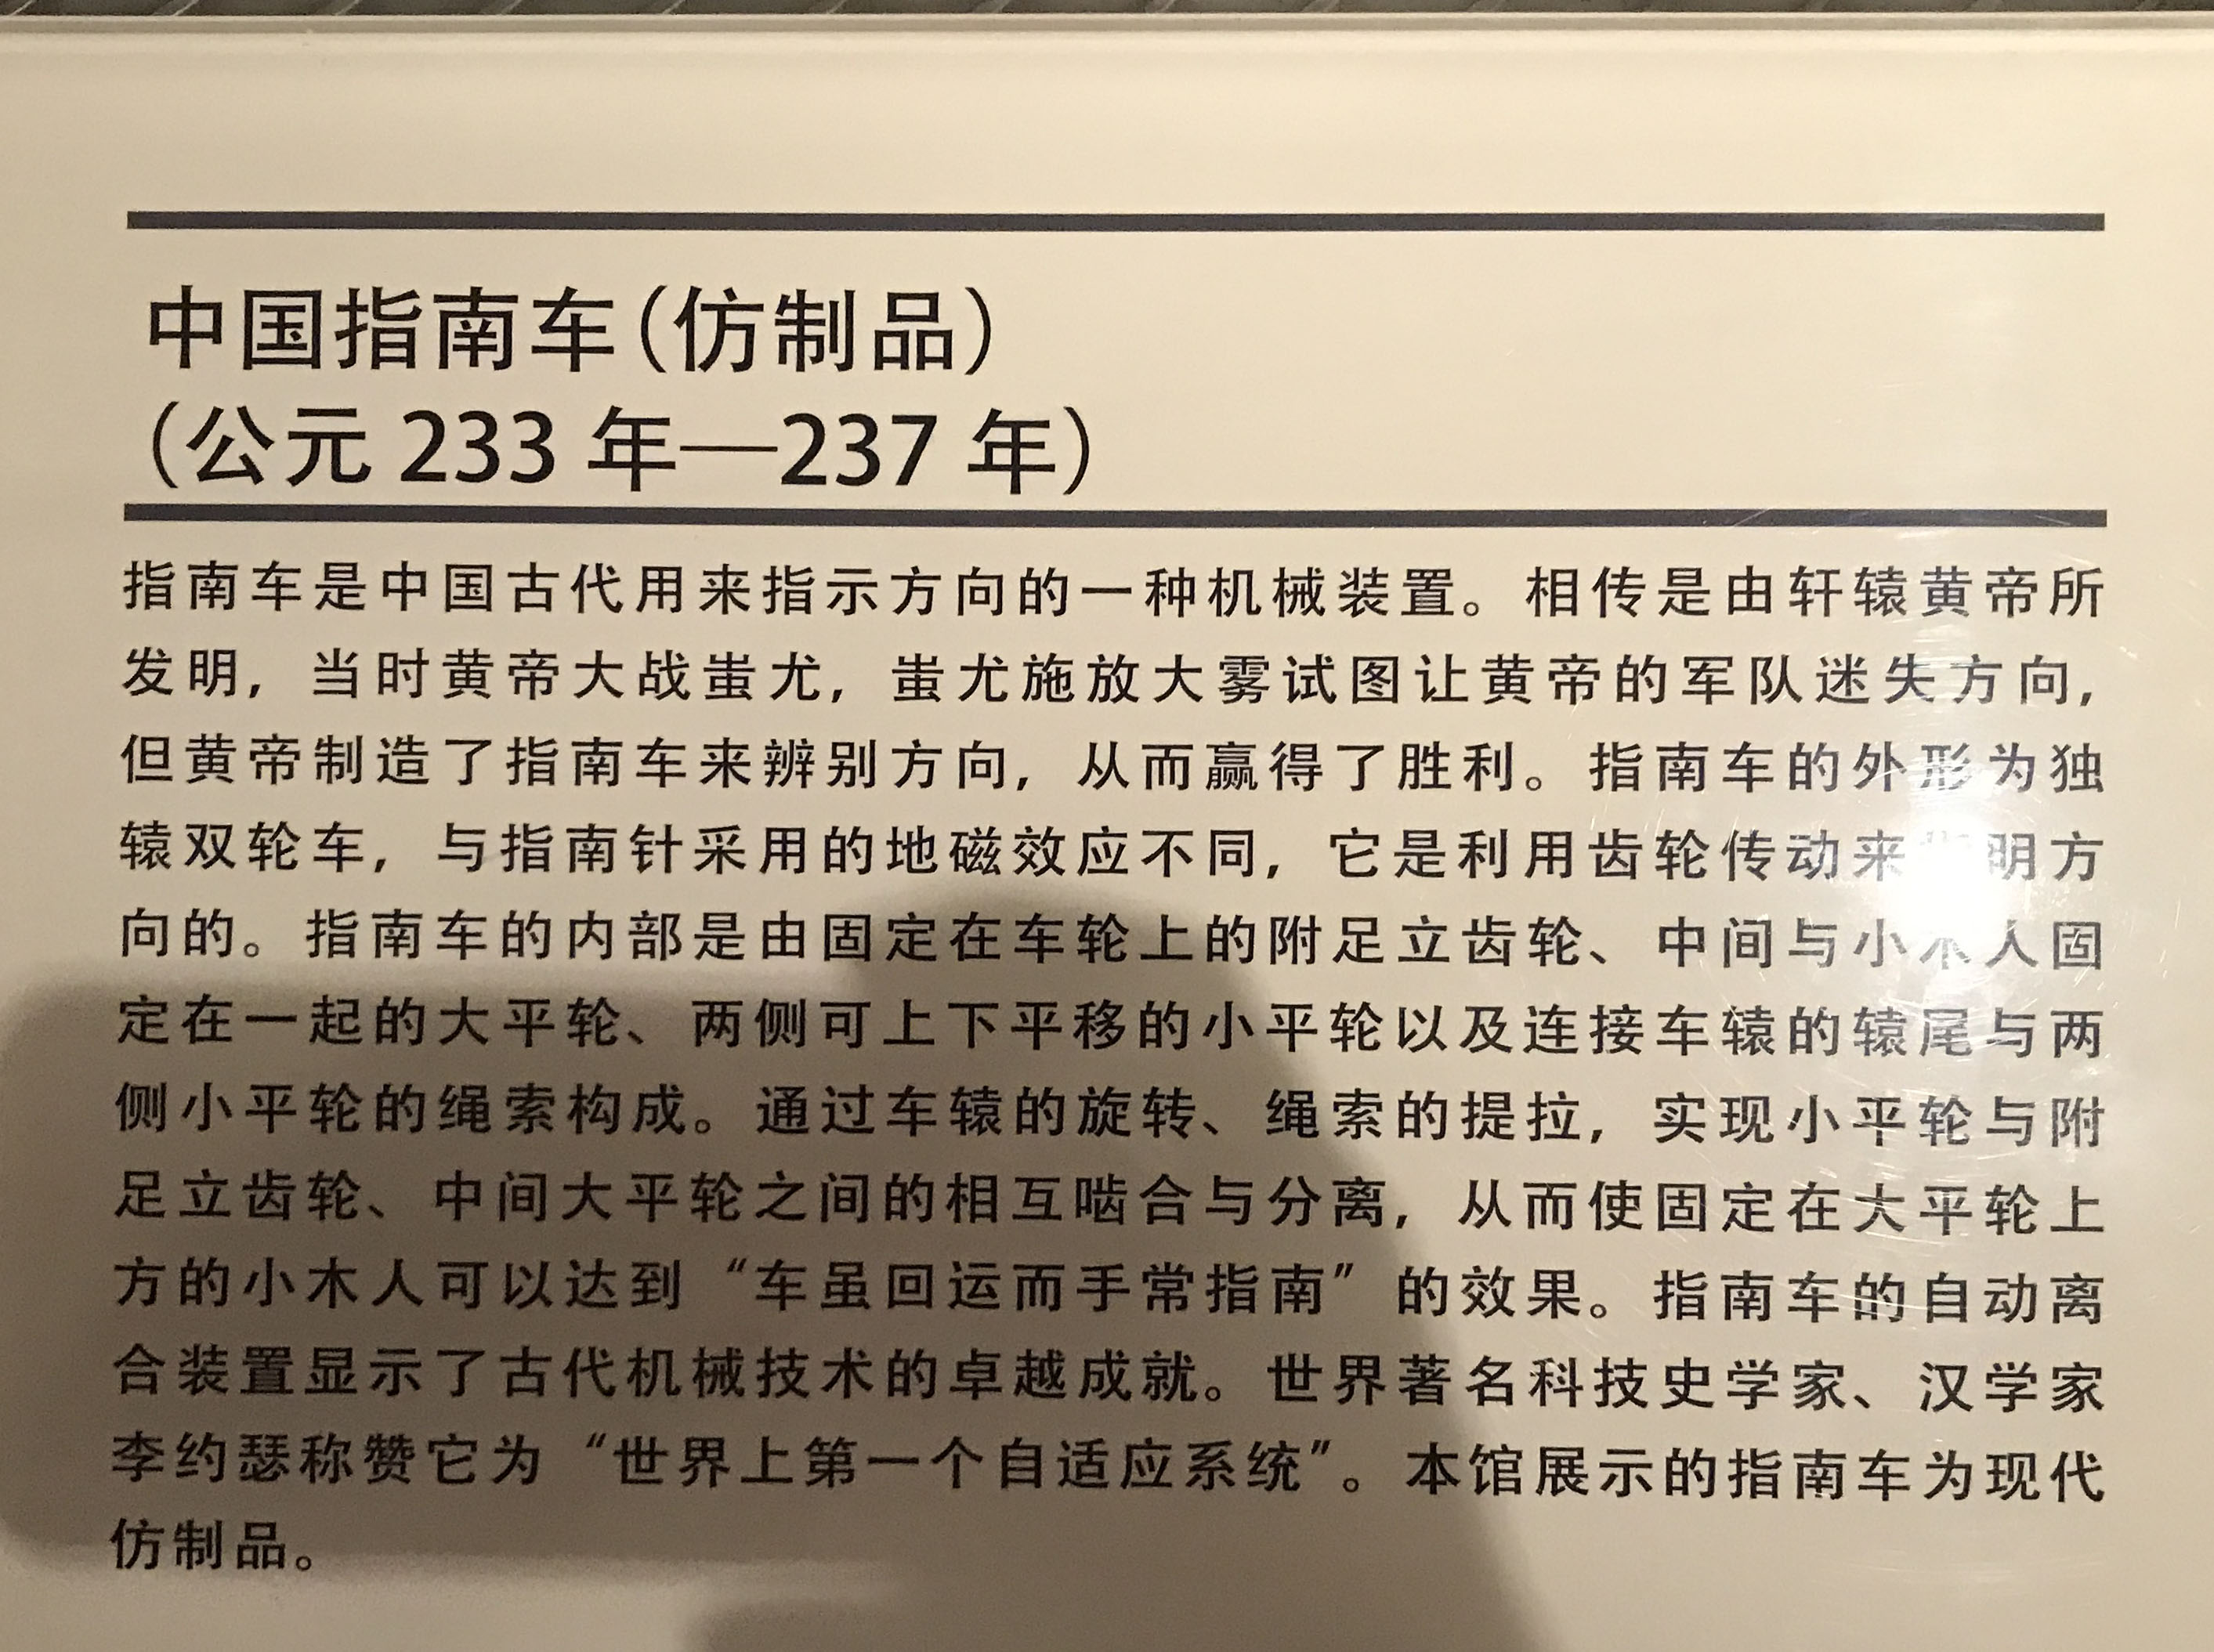 中国指南车(仿制品)
(公元 233 年—237 年)
指南车是中国古代用来指示方向的一种机械装置。相传是由轩辕黄帝所
发明,当时黄帝大战蚩尤,蚩尤施放大雾试图让黄帝的军队迷失方向,
但黄帝制造了指南车来辨别方向,从而赢得了胜利。指南车的外形为独
辕双轮车,与指南针采用的地磁效应不同,它是利用齿轮传动来明方
向的。指南车的内部是由固定在车轮上的附足立齿轮、中间与小木人固
定在一起的大平轮、两侧可上下平移的小平轮以及连接车辕的辕尾与两
侧小平轮的绳索构成。通过车辕的旋转、绳索的提拉,实现小平轮与附
足立齿轮、中间大平轮之间的相互啮合与分离,从而使固定在大平轮上
方的小木人可以达到“车虽回运而手常指南”的效果。指南车的自动离
合装置显示了古代机械技术的卓越成就。世界著名科技史学家、汉学家
李约瑟称赞它为“世界上第一个自适应系统”。本馆展示的指南车为现代
仿制品。